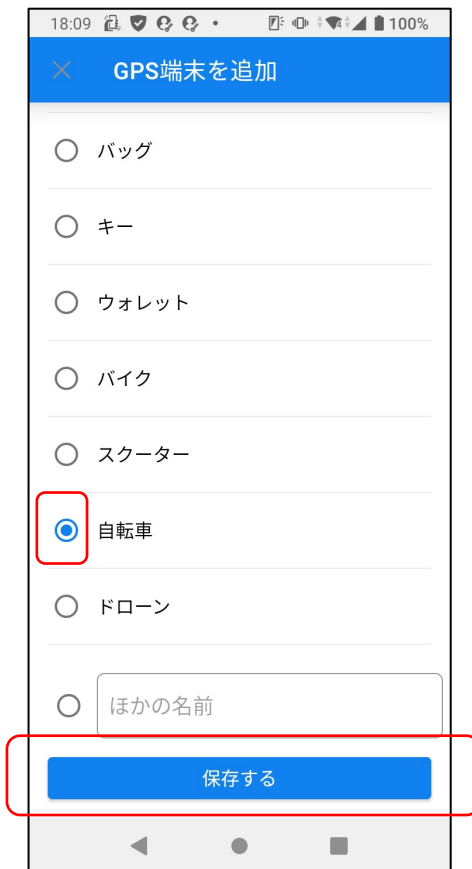 18:09 100%
GPS端末を追加
バッグ
キー
ウォレット
バイク
スクーター
自転車
ドローン
ほかの名前
保存する